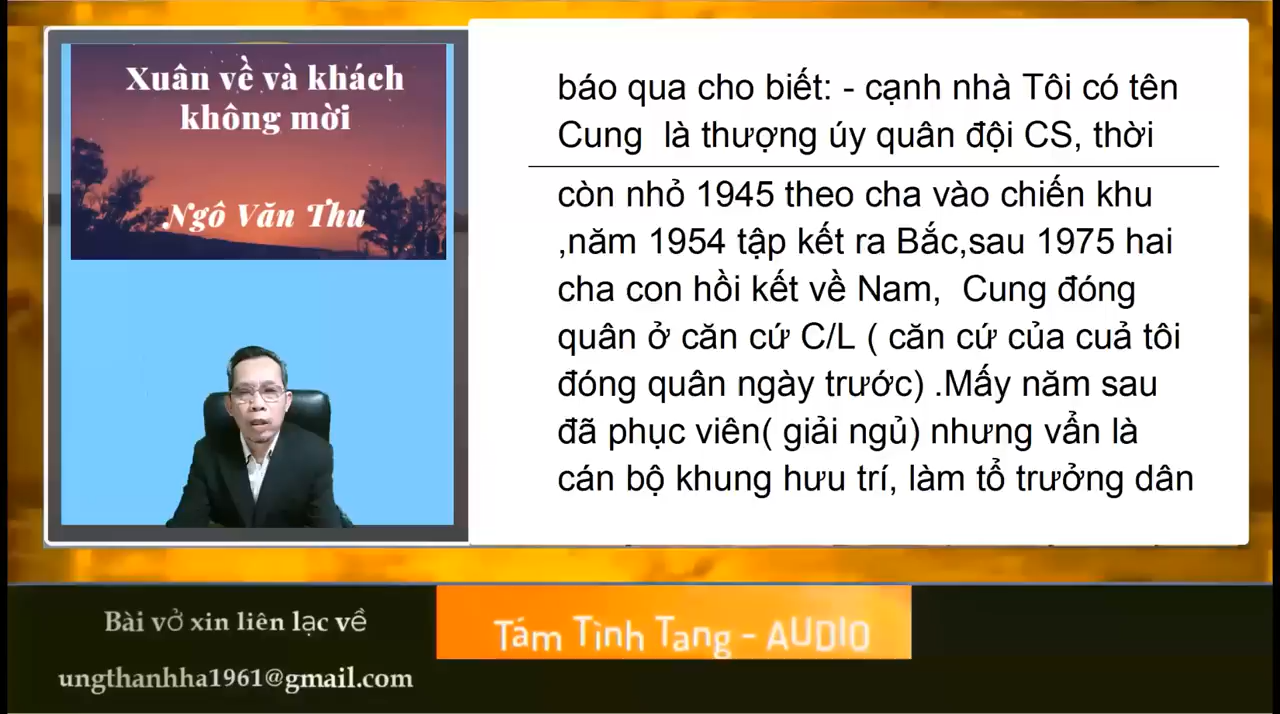 Xuân về và khách
không mời
Ngô Văn Thu
báo qua cho biết: - cạnh nhà Tôi có tên
Cung  là thượng úy quân đội CS, thời
còn nhỏ 1945 theo cha vào chiến khu
,năm 1954 tập kết ra Bắc,sau 1975 hai
cha con hồi kết về Nam,  Cung đóng
quân ở căn cứ C/L ( căn cứ của cuả tôi
đóng quân ngày trước) .Mấy năm sau
đã phục viên( giải ngủ) nhưng vẩn là
cán bộ khung hưu trí, làm tổ trưởng dân
Bài vở xin liên lạc về
ungthanhha1961@gmail.com
Tám Tình Tang - AUDIO